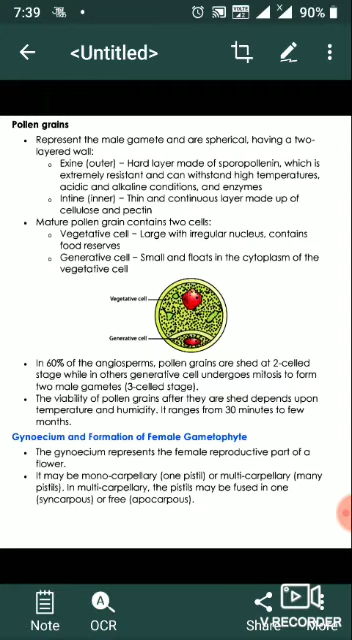 7:39
90%
<Untitled>
Pollen grains
• Represent the male gamete and are spherical, having a two-
layered wall:
o Exine (outer) – Hard layer made of sporopollenin, which is
extremely resistant and can withstand high temperatures,
acidic and alkaline conditions, and enzymes
o Intine (inner) – Thin and continuous layer made up of
cellulose and pectin
• Mature pollen grain contains two cells:
o Vegetative cell – Large with irregular nucleus, contains
food reserves
o Generative cell – Small and floats in the cytoplasm of the
vegetative cell
Vegetative cell
Generative cell
• In 60% of the angiosperms, pollen grains are shed at 2-celled
stage while in others generative cell undergoes mitosis to form
two male gametes (3-celled stage).
• The viability of pollen grains after they are shed depends upon
temperature and humidity. It ranges from 30 minutes to few
months.
Gynoecium and Formation of Female Gametophyte
• The gynoecium represents the female reproductive part of a
flower.
• It may be mono-carpellary (one pistil) or multi-carpellary (many
pistils). In multi-carpellary, the pistils may be fused in one
(syncarpous) or free (apocarpous).
Note
OCR
Share
More
V.RECORDER